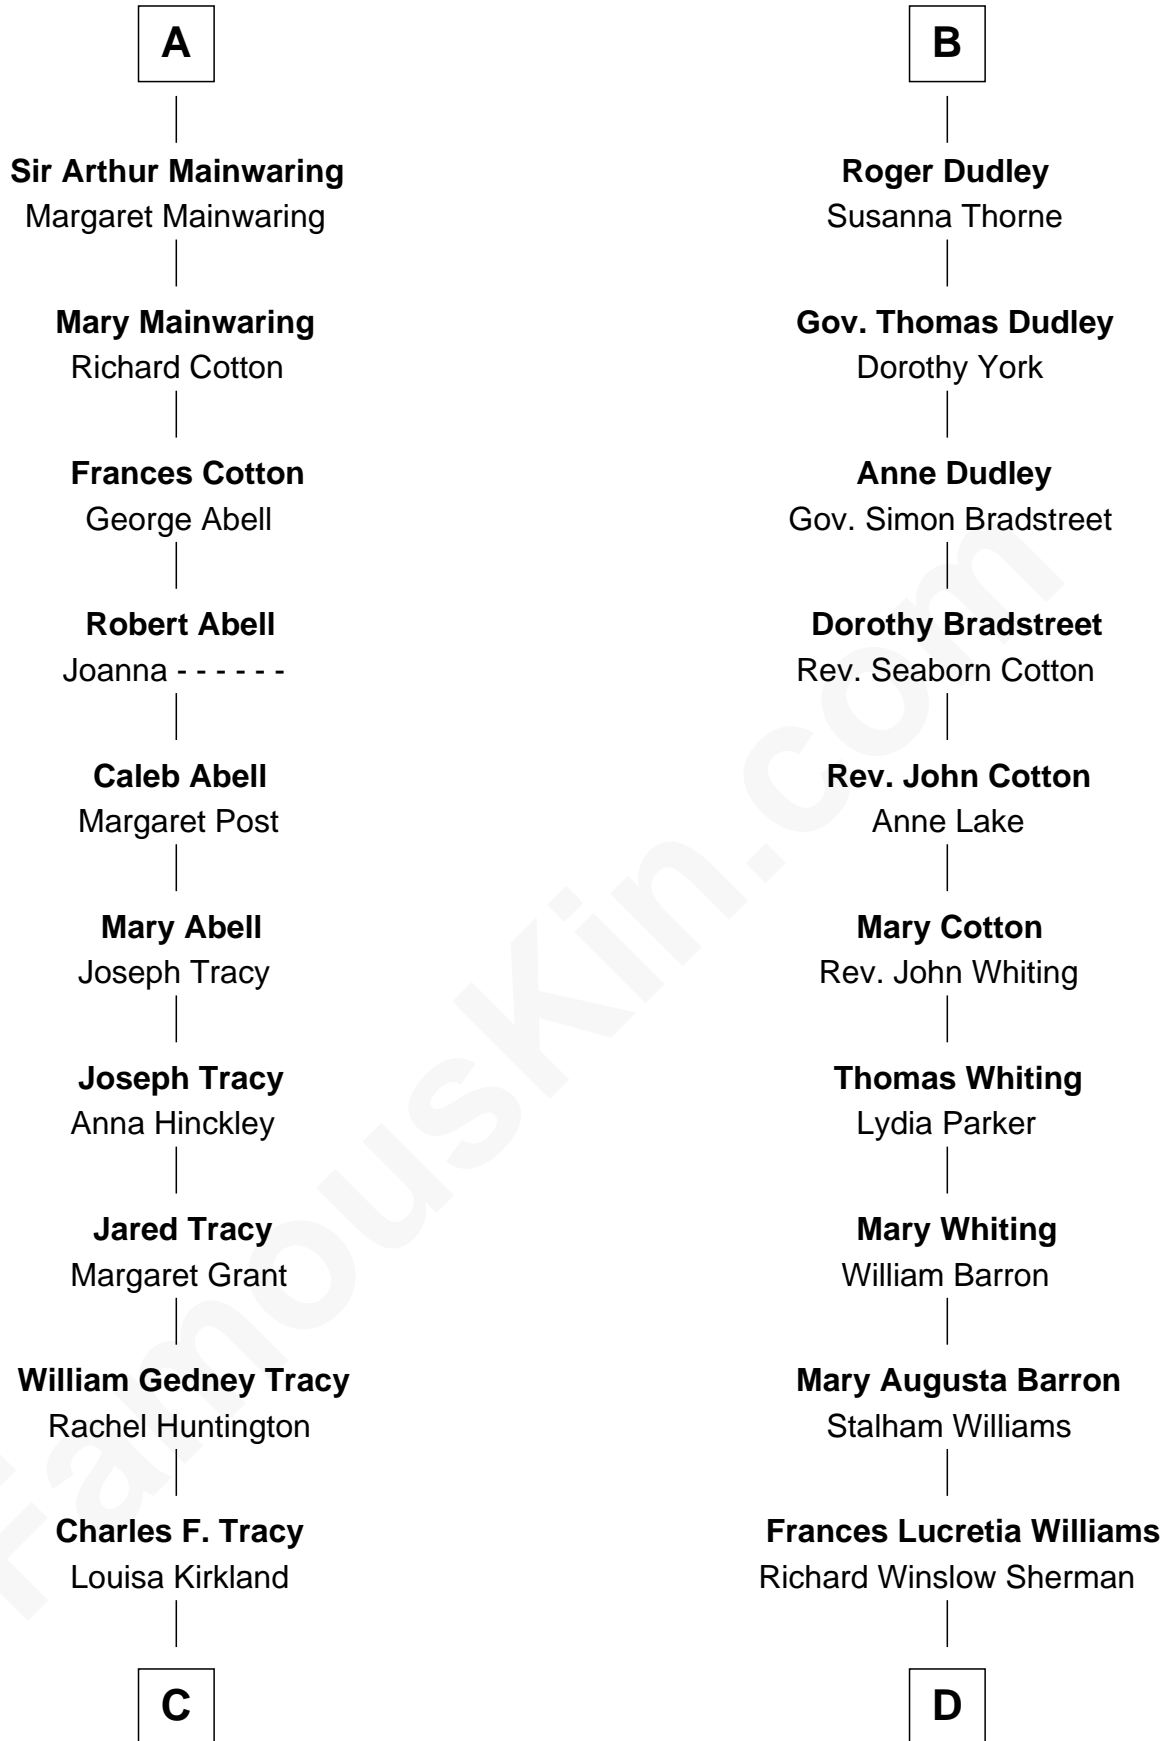 A
Sir Arthur Mainwaring
Margaret Mainwaring
Mary Mainwaring
Richard Cotton
Frances Cotton
George Abell
Robert Abell
Joanna - - - - - -
Caleb Abell
Margaret Post
Mary Abell
Joseph Tracy
Joseph Tracy
Anna Hinckley
Jared Tracy
Margaret Grant
William Gedney Tracy
Rachel Huntington
Charles F. Tracy
Louisa Kirkland
C
B
Roger Dudley
Susanna Thorne
Gov. Thomas Dudley
Dorothy York
Anne Dudley
Gov. Simon Bradstreet
Dorothy Bradstreet
Rev. Seaborn Cotton
Rev. John Cotton
Anne Lake
Mary Cotton
Rev. John Whiting
Thomas Whiting
Lydia Parker
Mary Whiting
William Barron
Mary Augusta Barron
Stalham Williams
Frances Lucretia Williams
Richard Winslow Sherman
D
FamousKin.com